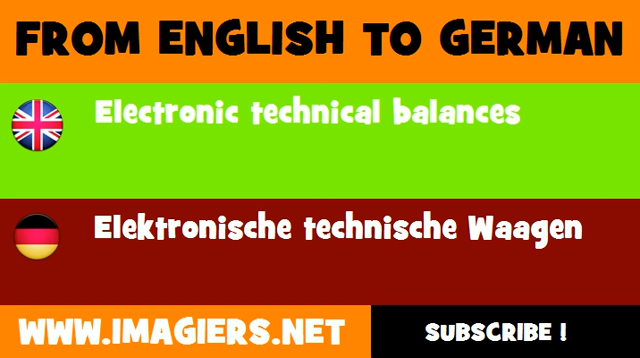 FROM ENGLISH TO GERMAN
Electronic technical balances
Elektronische technische Waagen
WWW.IMAGIERS.NET
SUBSCRIBE !